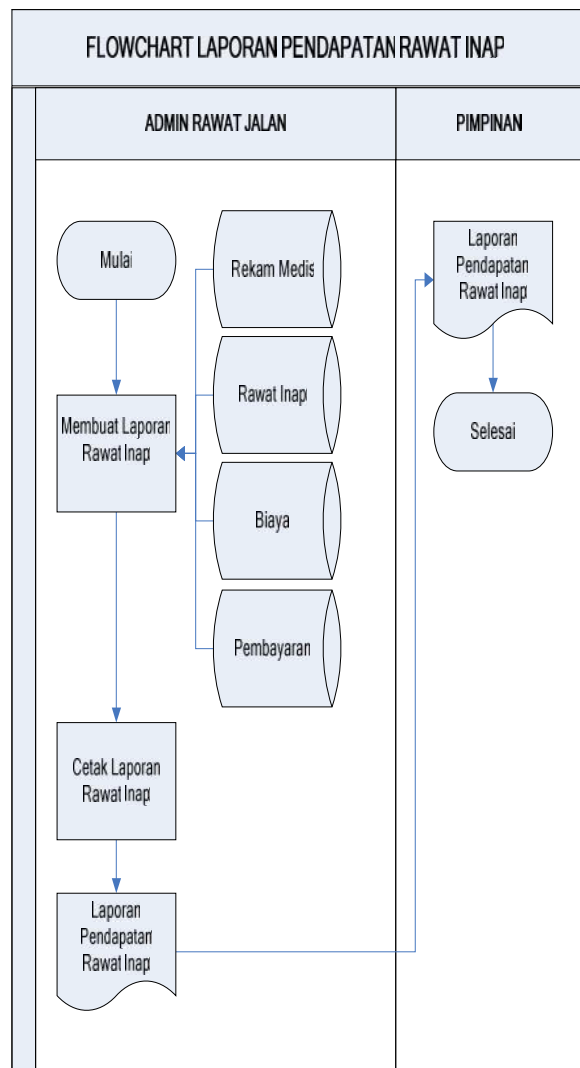 FLOWCHART LAPORAN PENDAPATAN RAWAT INAP
ADMIN RAWAT JALAN
PIMPINAN
Mulai
Rekam Medis
Rawat Inap
Membuat Laporan
Rawat Inap
Biaya
Pembayaran
Cetak Laporan
Rawat Inap
Laporan
Pendapatan
Rawat Inap
Laporan
Pendapatan
Rawat Inap
Selesai